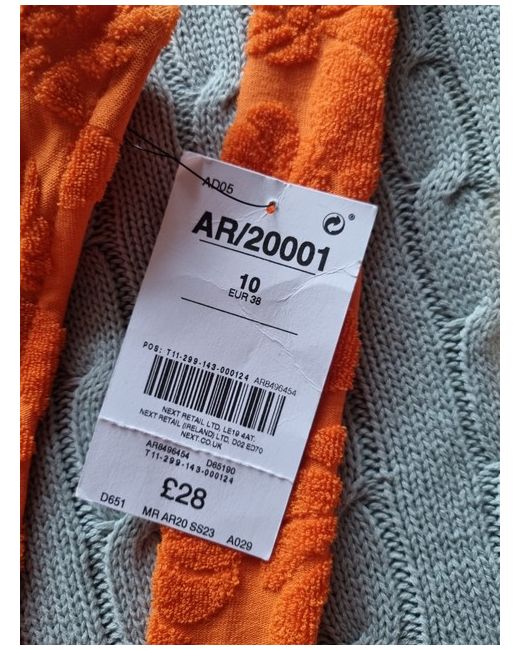 AD05
®
AR/20001
10
EUR 38
POS: T11-299-143-000124 AR8496454
NEXT RETAIL LTD, LE19 4AT.
NEXT RETAIL (IRELAND) LTD, D02 ED70
NEXT.CO.UK
AR8496454 D65190
T11-299-143-000124
£28
D651 MR AR20 SS23 A029